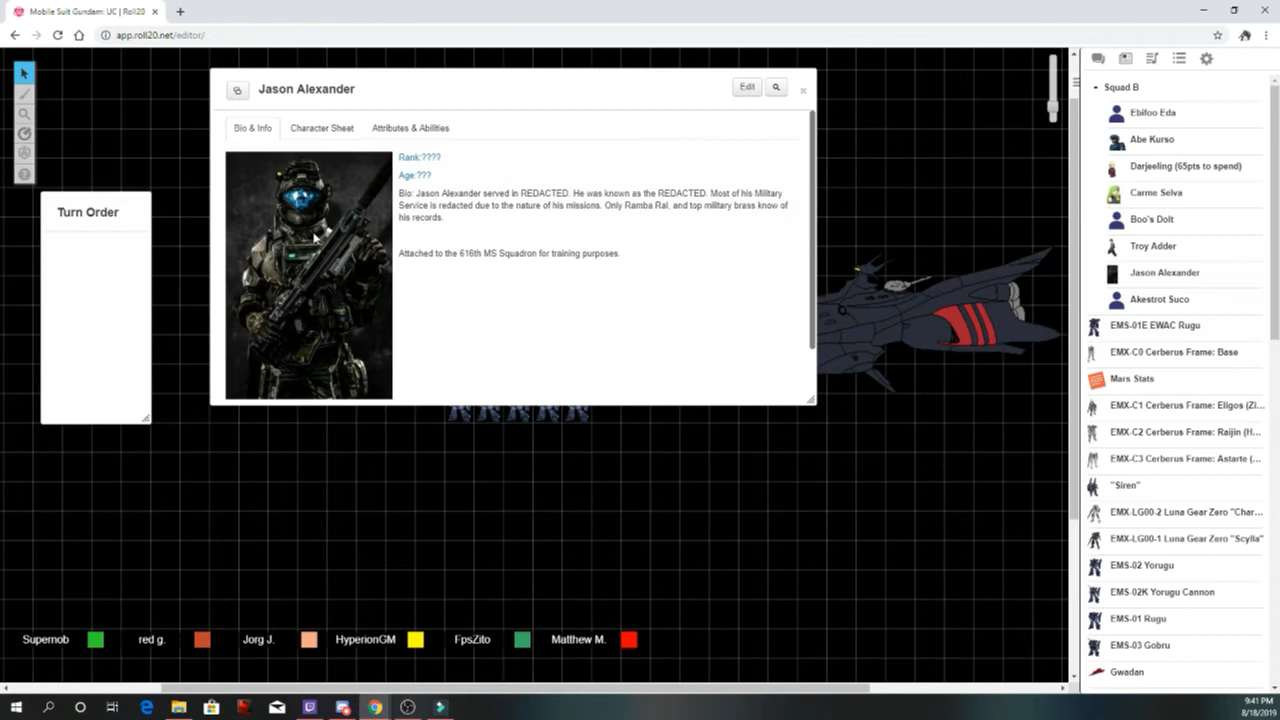 Mobile Suit Gundam: UC | Roll20
app.roll20.net/editor/
Jason Alexander
Edit
Bio & Info
Character Sheet
Attributes & Abilities
Rank:????
Age:???
Bio: Jason Alexander served in REDACTED. He was known as the REDACTED. Most of his Military
Service is redacted due to the nature of his missions. Only Ramba Ral, and top military brass know of
his records.
Attached to the 616th MS Squadron for training purposes.
Turn Order
Squad B
Ebifoo Eda
Abe Kurso
Darjeeling (65pts to spend)
Carme Selva
Boo's Dolt
Troy Adder
Jason Alexander
Akestrot Suco
EMS-01E EWAC Rugu
EMX-C0 Cerberus Frame: Base
Mars Stats
EMX-C1 Cerberus Frame: Eligos (Zi...
EMX-C2 Cerberus Frame: Raijin (H...
EMX-C3 Cerberus Frame: Astarte (...
"Siren"
EMX-LG00-2 Luna Gear Zero "Char...
EMX-LG00-1 Luna Gear Zero "Scylla"
EMS-02 Yorugu
EMS-02K Yorugu Cannon
EMS-01 Rugu
EMS-03 Gobru
Gwadan
Supernob
red g.
Jorg J.
HyperionGM
FpsZito
Matthew M.
9:41 PM
8/18/2019